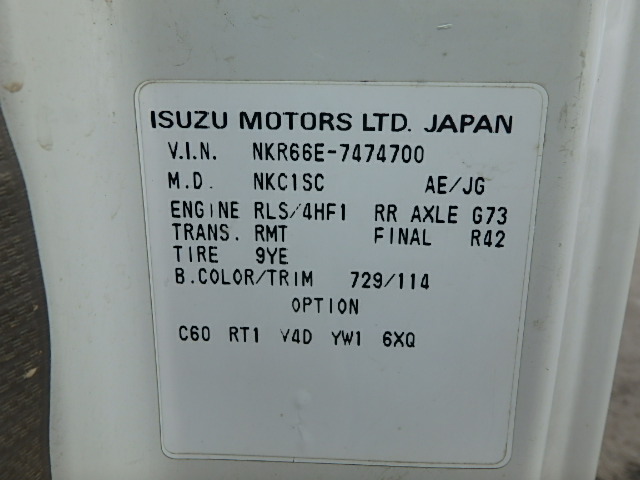 ISUZU MOTORS LTD. JAPAN
V.I.N. NKR66E-7474700
M.D. NKC1SC AE/JG
ENGINE RLS/4HF1 RR AXLE G73
TRANS. RMT FINAL R42
TIRE 9YE
B.COLOR/TRIM 729/114
OPTION
C60 RT1 V4D YW1 6XQ